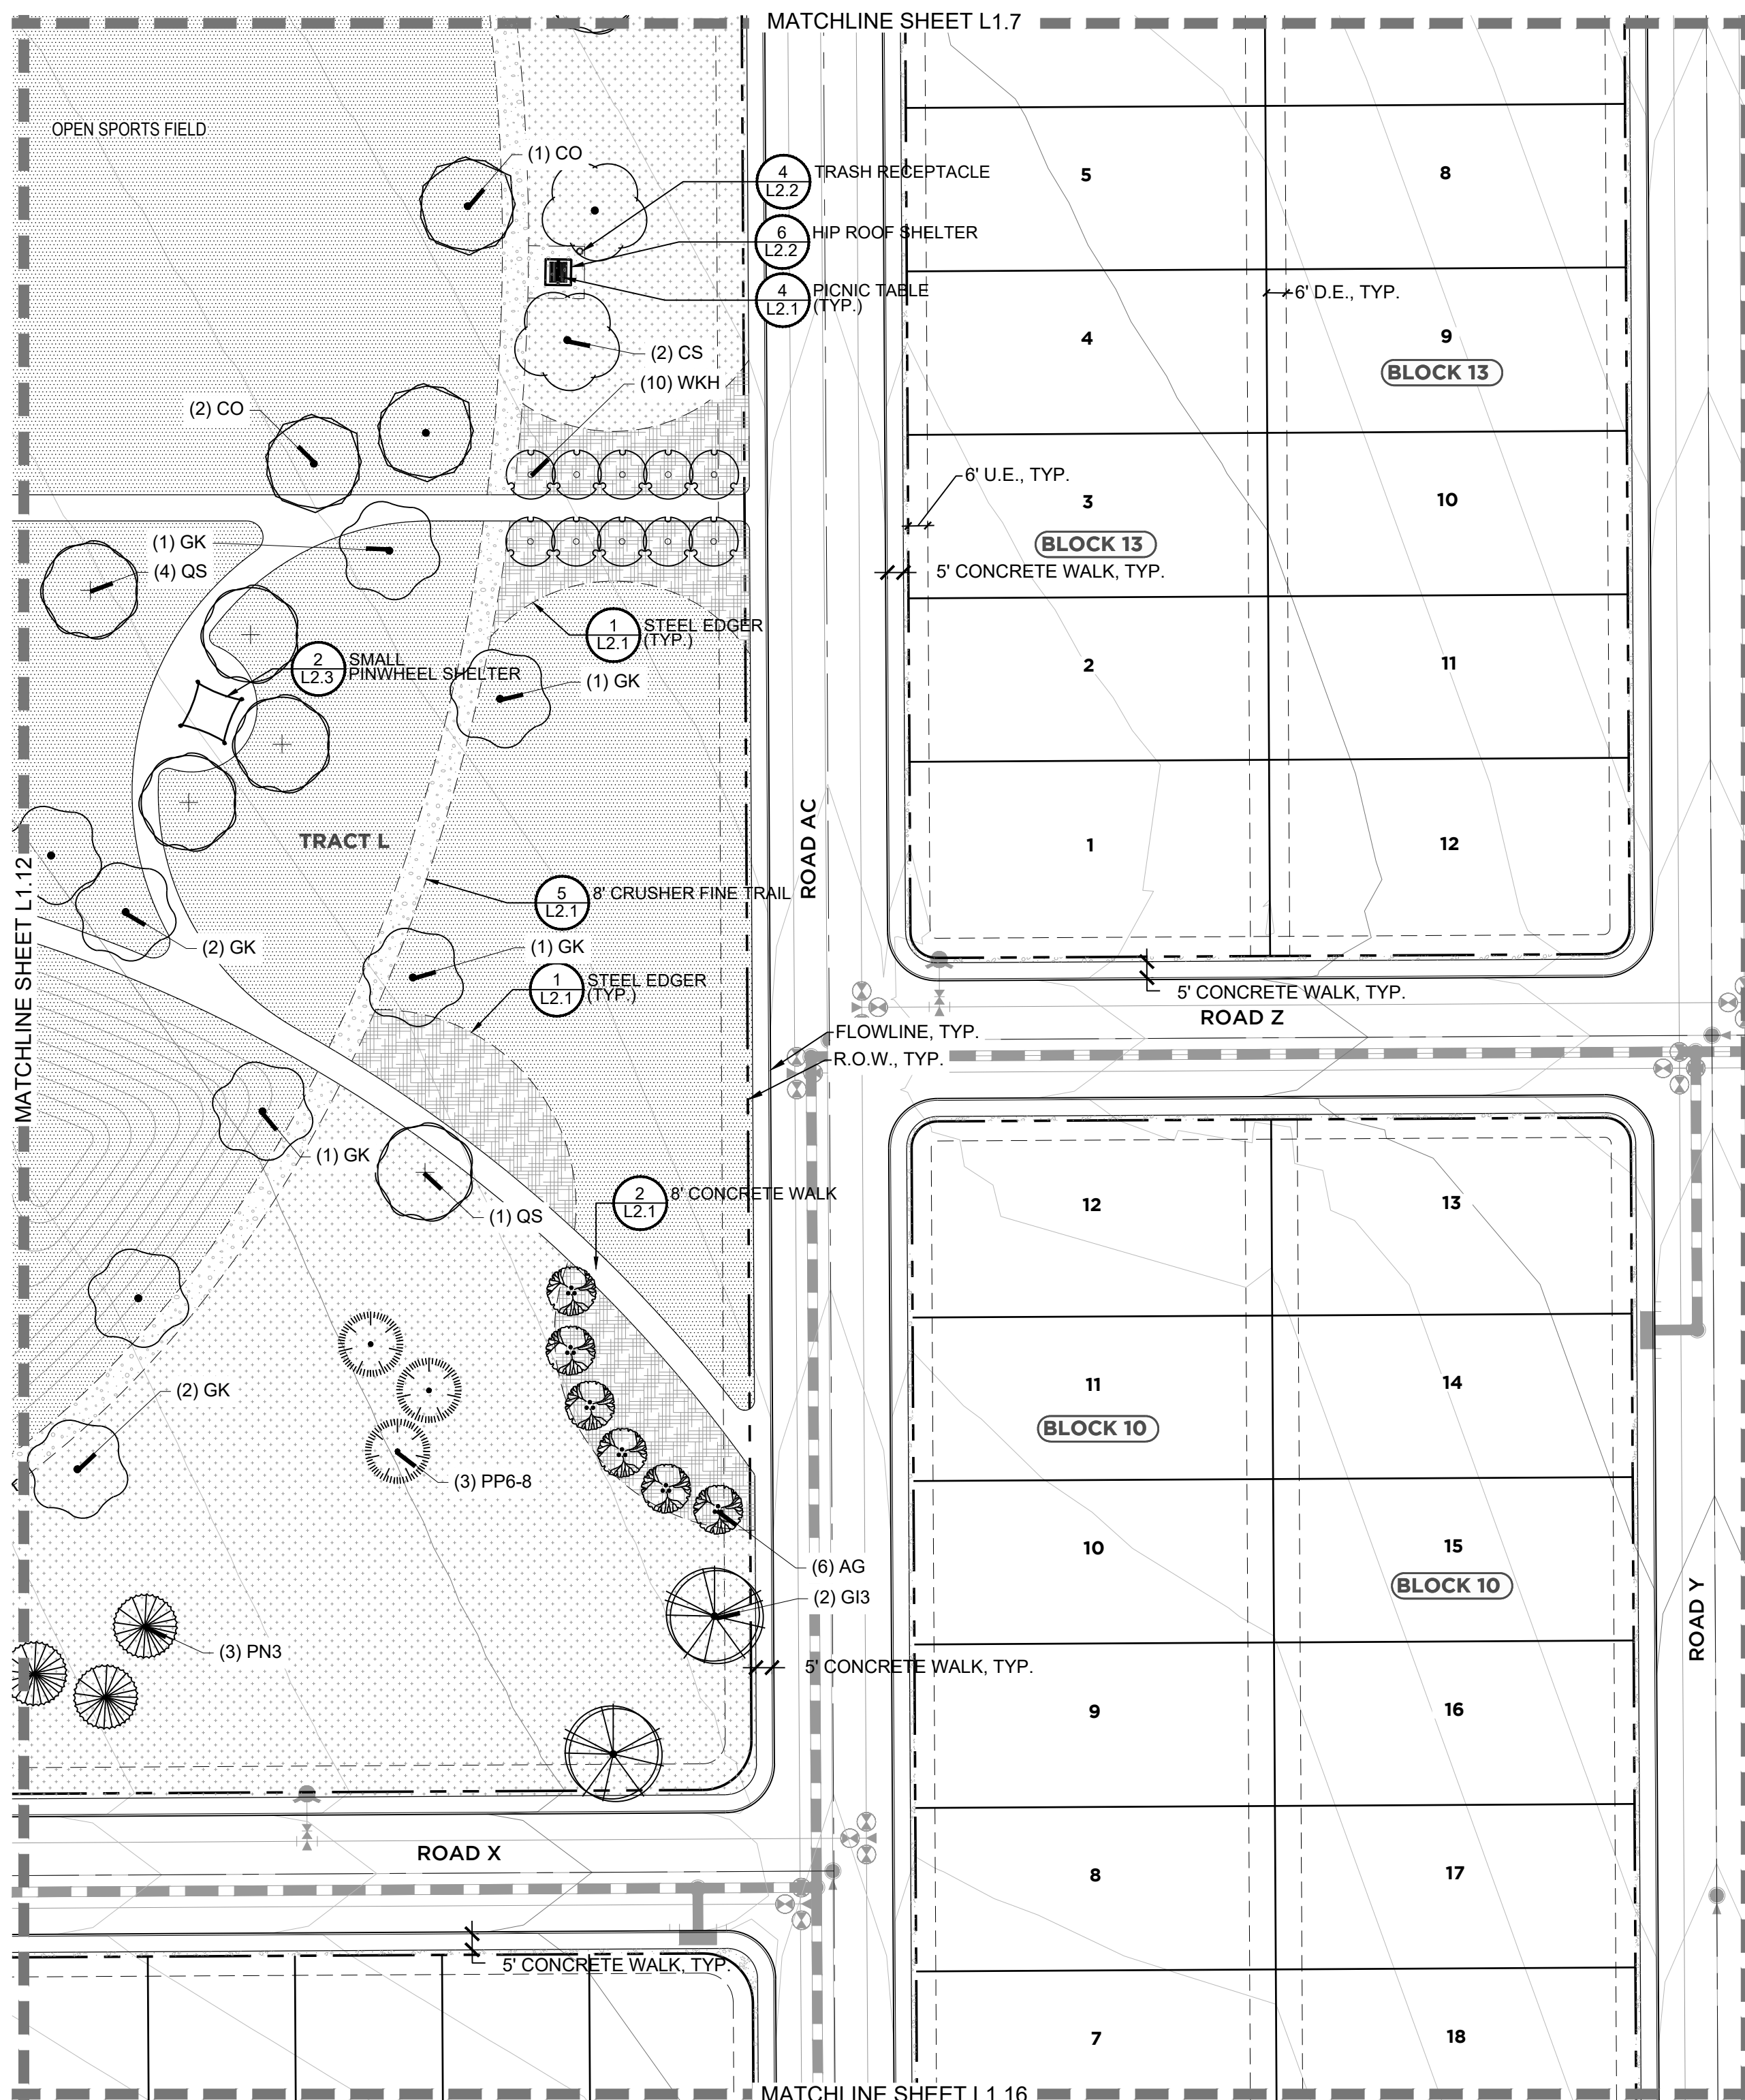 MATCHLINE SHEET L1.7
OPEN SPORTS FIELD
(1) CO
4
L2.2
TRASH RECEPTACLE
6
L2.2
HIP ROOF SHELTER
4
L2.1
PICNIC TABLE
(TYP.)
(2) CS
(10) WKH
(2) CO
(1) GK
(4) QS
1
L2.1
STEEL EDGER
(TYP.)
2
L2.3
SMALL
PINWHEEL SHELTER
(1) GK
TRACT L
MATCHLINE SHEET L1.12
5
L2.1
8' CRUSHER FINE TRAIL
(2) GK
(1) GK
1
L2.1
STEEL EDGER
(TYP.)
FLOWLINE, TYP.
R.O.W., TYP.
(1) GK
(1) QS
2
L2.1
8' CONCRETE WALK
(2) GK
(3) PP6-8
(6) AG
(2) GI3
(3) PN3
5' CONCRETE WALK, TYP.
ROAD X
5' CONCRETE WALK, TYP.
ROAD AC
5
8
6' D.E., TYP.
4
9
BLOCK 13
6' U.E., TYP.
3
10
BLOCK 13
5' CONCRETE WALK, TYP.
2
11
1
12
5' CONCRETE WALK, TYP.
ROAD Z
12
13
11
14
BLOCK 10
10
15
BLOCK 10
ROAD Y
9
16
8
17
7
18
MATCHLINE SHEET L1.16